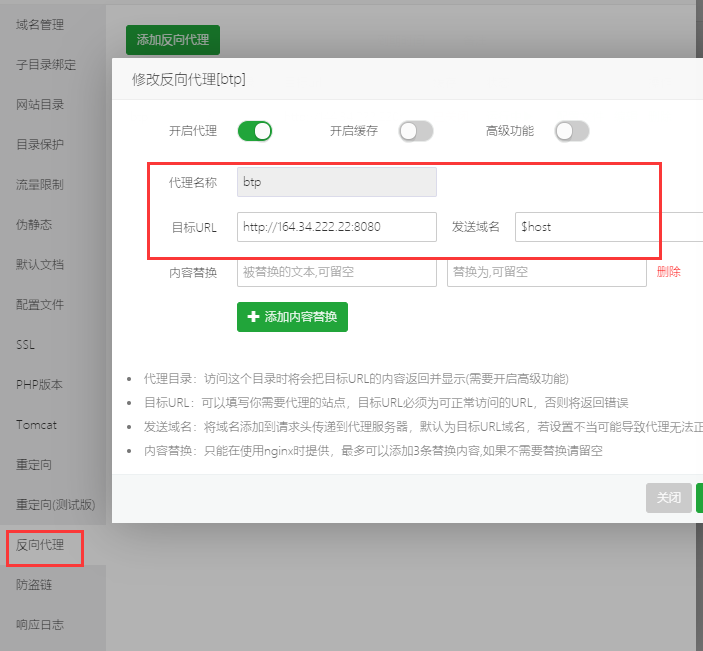 域名管理
子目录绑定
网站目录
目录保护
流量限制
伪静态
默认文档
配置文件
SSL
PHP版本
Tomcat
重定向
重定向(测试版)
反向代理
防盗链
响应日志
添加反向代理
修改反向代理[btp]
开启代理 开启缓存 高级功能
代理名称 btp
目标URL http://164.34.222.22:8080 发送域名 $host
内容替换 被替换的文本,可留空 替换为,可留空 删除
添加内容替换
代理目录：访问这个目录时将会把目标URL的内容返回并显示(需要开启高级功能)
目标URL：可以填写你需要代理的站点，目标URL必须为可正常访问的URL，否则将返回错误
发送域名：将域名添加到请求头传递到代理服务器，默认为目标URL域名，若设置不当可能导致代理无法正
内容替换：只能在使用nginx时提供，最多可以添加3条替换内容,如果不需要替换请留空
关闭